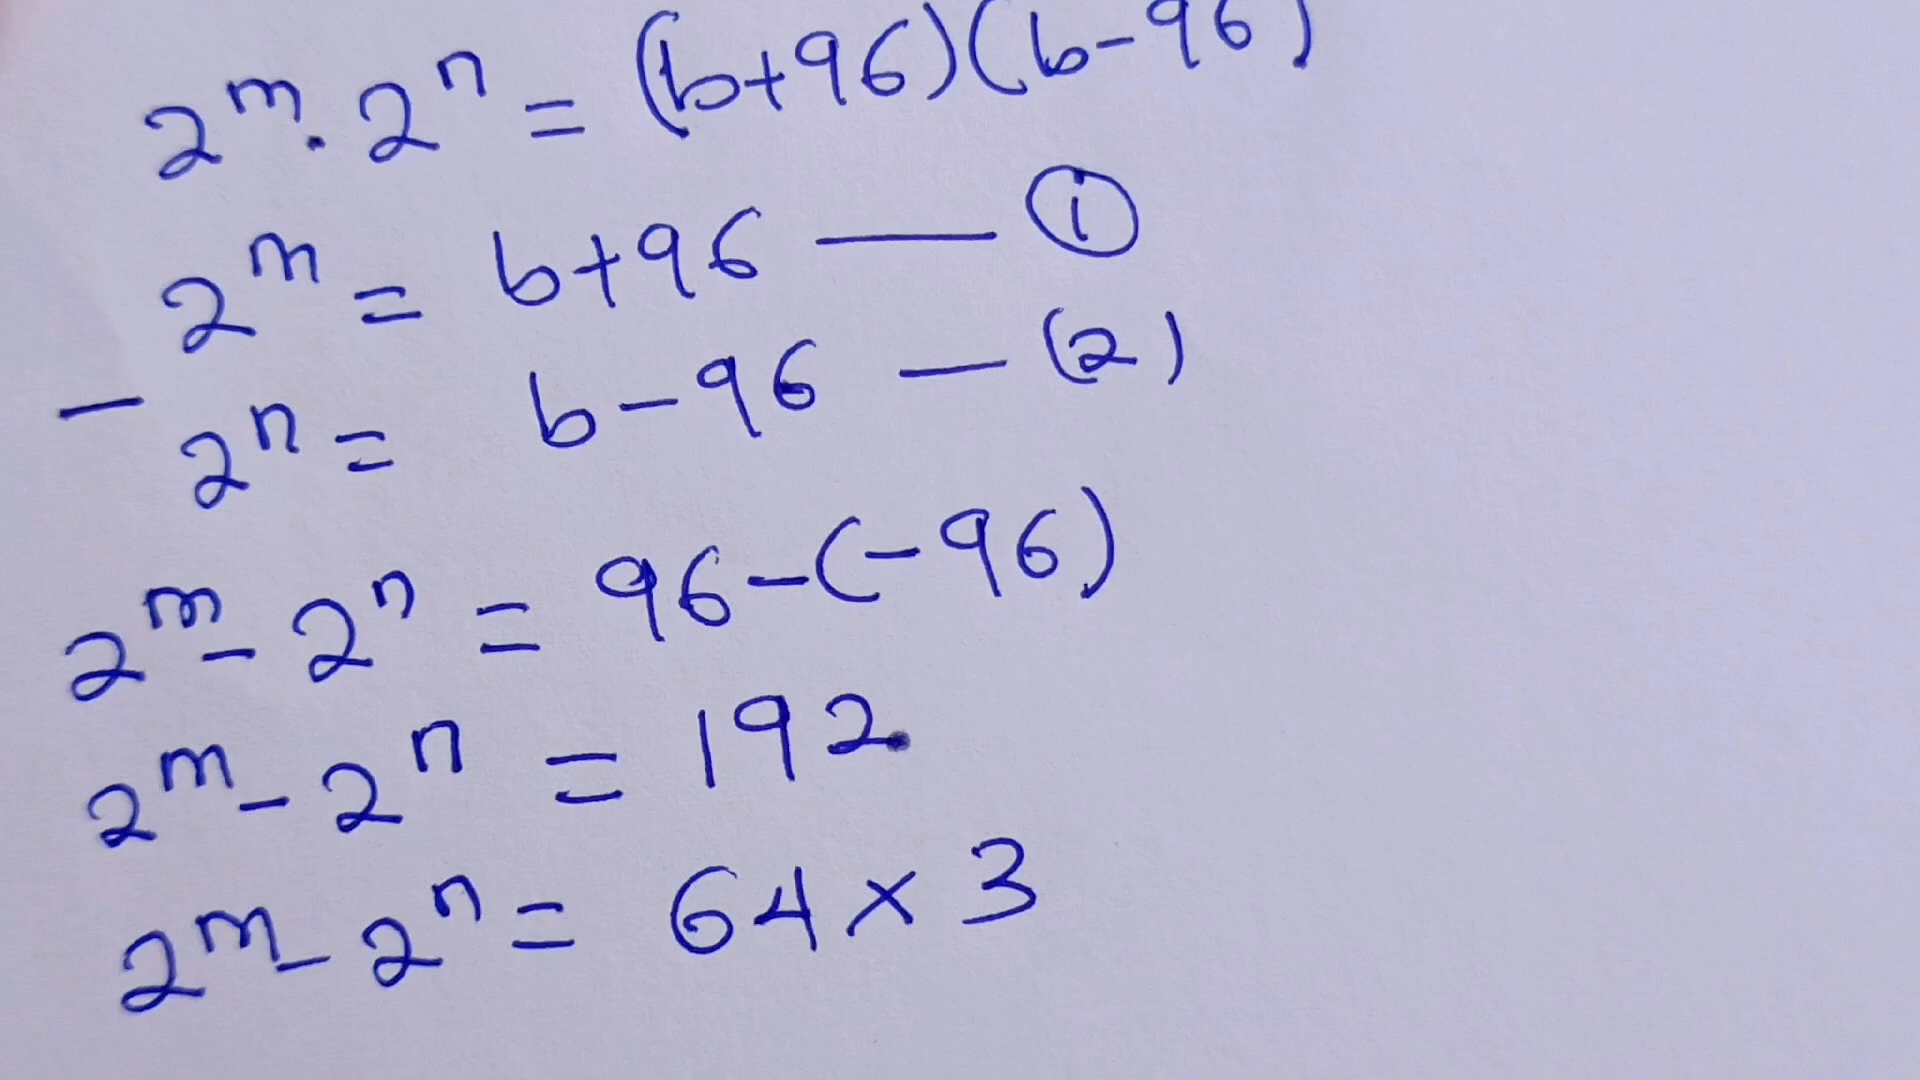 2^m . 2^n = (b+96)(b-96)
2^m = b+96 — ①
- 2^n = b-96 — (2)
2^m - 2^n = 96-(-96)
2^m - 2^n = 192.
2^m - 2^n = 64 × 3